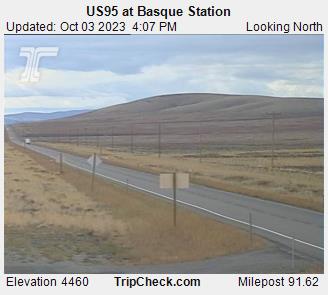 US95 at Basque Station
Updated: Oct 03 2023 4:07 PM Looking North
Elevation 4460 TripCheck.com Milepost 91.62